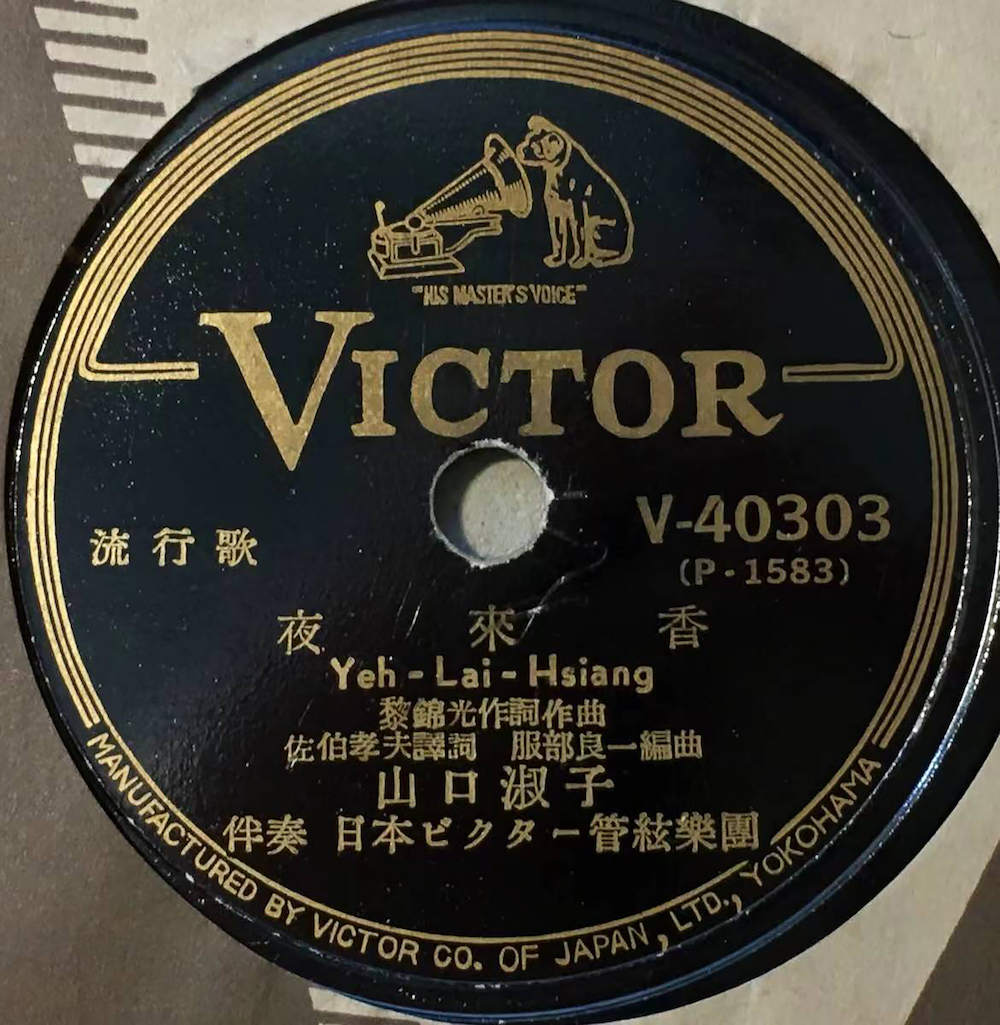 "HIS MASTER'S VOICE"
VICTOR
V-40303
(P·1583)
流行歌
夜來香
Yeh-Lai-Hsiang
黎錦光作詞作曲
佐伯孝夫譯詞 服部良一編曲
山口淑子
伴奏 日本ビクター管絃樂團
MANUFACTURED BY VICTOR CO. OF JAPAN, LTD., YOKOHAMA